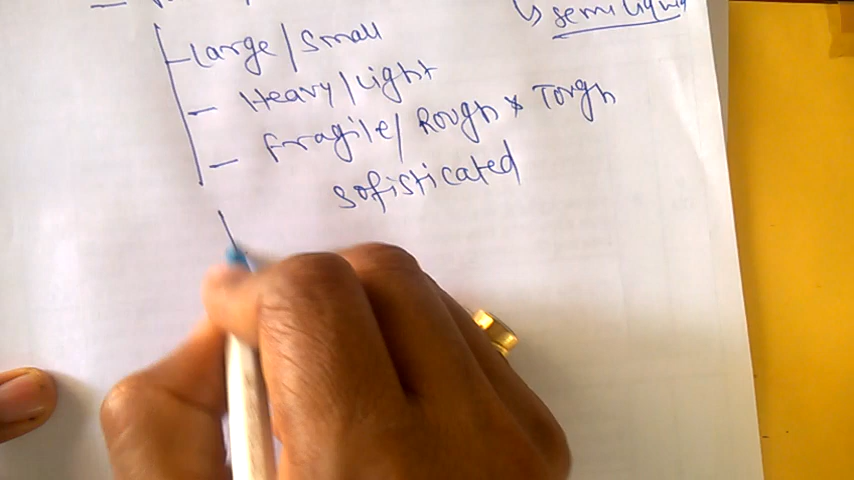 ↳ semi liquid
- Large / Small
- Heavy / Light
- Fragile / Rough & Tough
sofisticated